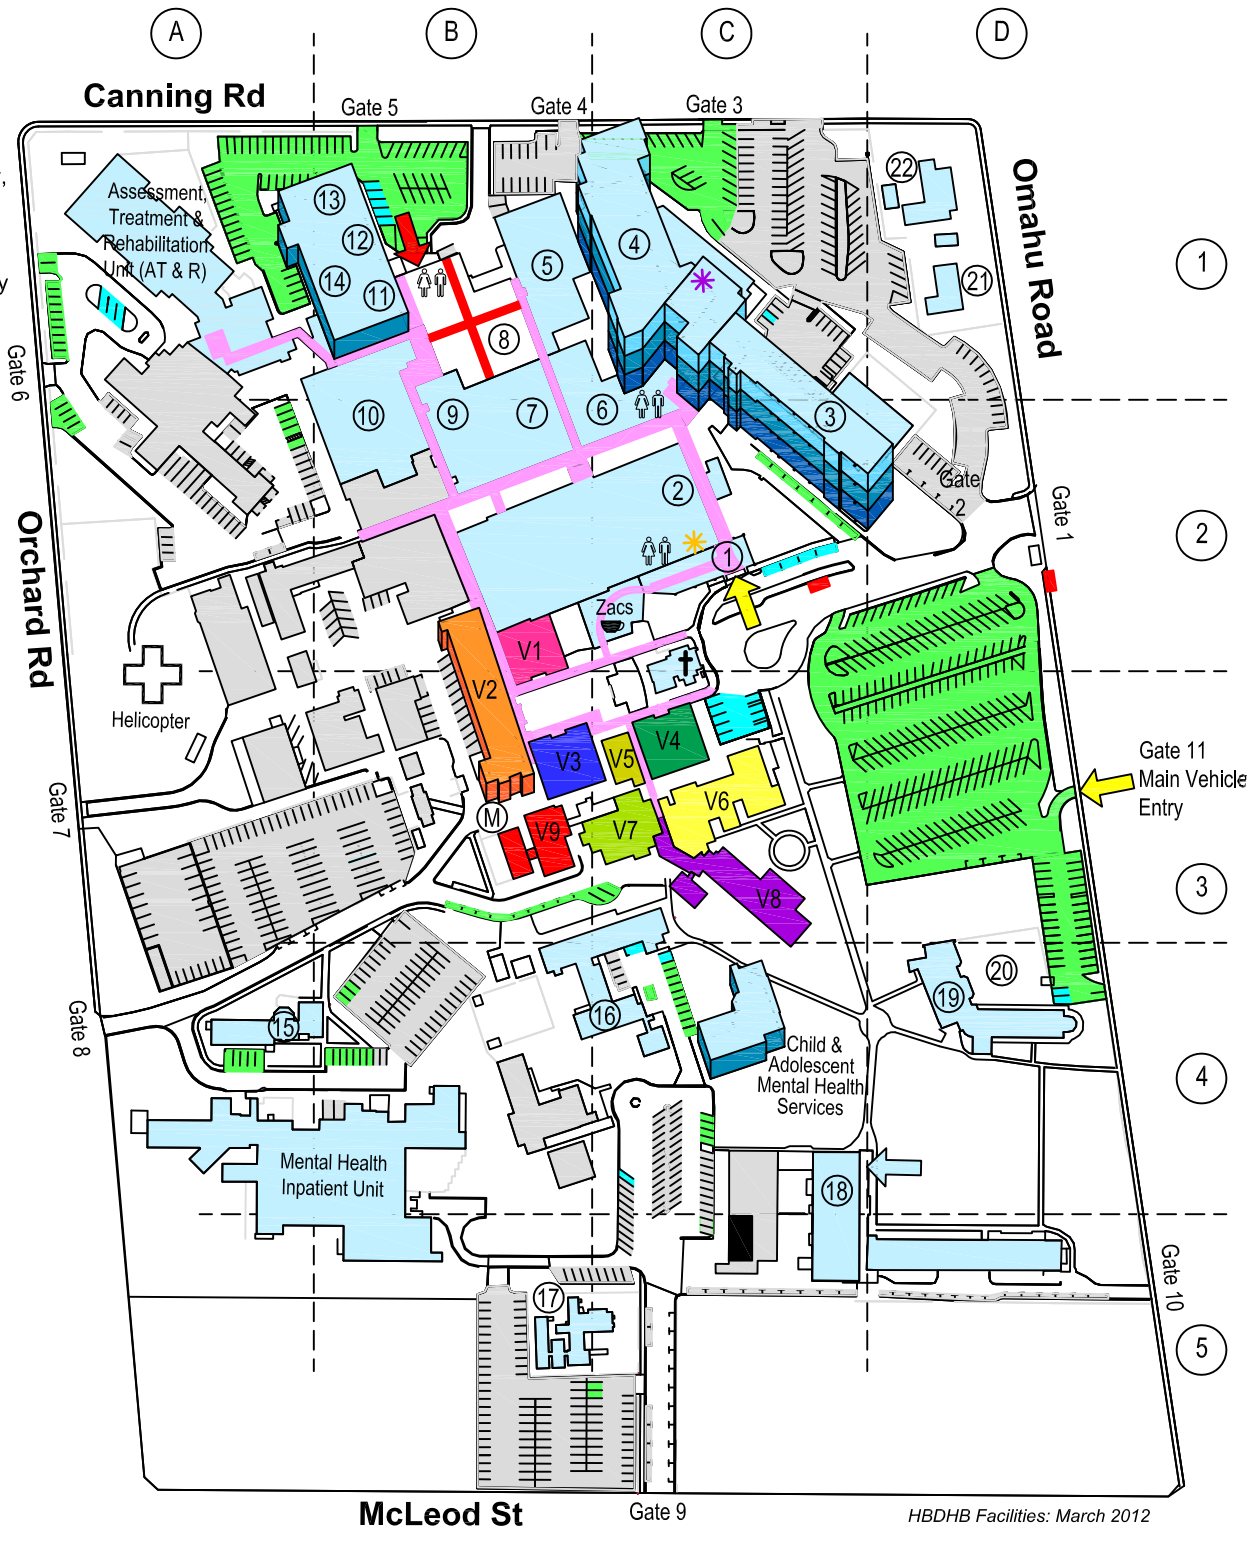 A
B
C
D
Canning Rd
Gate 5
Gate 4
Gate 3
Assessment,
Treatment &
Rehabilitation
Unit (AT & R)
13
12
14
11
8
5
4
22
21
Omahu Road
1
y
Gate 6
10
9
7
6
3
2
Gate
2
Gate 1
2
1
Zacs
Orchard Rd
Helicopter
V1
V2
V3
V5
V4
V6
V7
V8
V9
M
Gate 11
Main Vehicle
Entry
Gate 7
3
Gate 8
15
16
19
20
Child &
Adolescent
Mental Health
Services
4
Mental Health
Inpatient Unit
18
Gate 10
17
5
McLeod St
Gate 9
HBDHB Facilities: March 2012